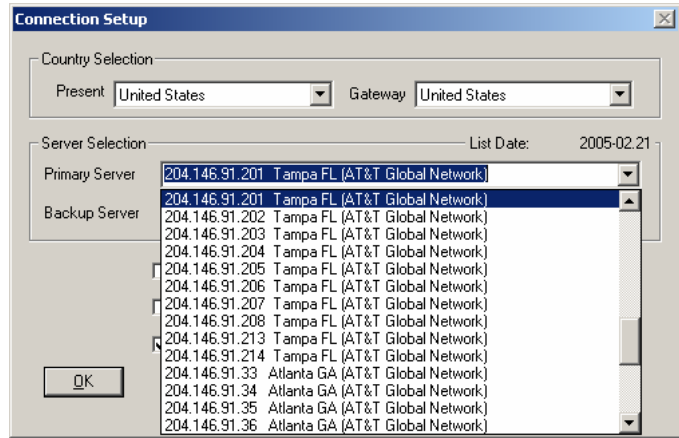 Connection Setup
Country Selection
Present United States Gateway United States
Server Selection List Date: 2005-02.21
Primary Server 204.146.91.201 Tampa FL (AT&T Global Network)
204.146.91.201 Tampa FL (AT&T Global Network)
Backup Server 204.146.91.202 Tampa FL (AT&T Global Network)
204.146.91.203 Tampa FL (AT&T Global Network)
204.146.91.204 Tampa FL (AT&T Global Network)
204.146.91.205 Tampa FL (AT&T Global Network)
204.146.91.206 Tampa FL (AT&T Global Network)
204.146.91.207 Tampa FL (AT&T Global Network)
204.146.91.208 Tampa FL (AT&T Global Network)
204.146.91.213 Tampa FL (AT&T Global Network)
204.146.91.214 Tampa FL (AT&T Global Network)
OK 204.146.91.33 Atlanta GA (AT&T Global Network)
204.146.91.34 Atlanta GA (AT&T Global Network)
204.146.91.35 Atlanta GA (AT&T Global Network)
204.146.91.36 Atlanta GA (AT&T Global Network)